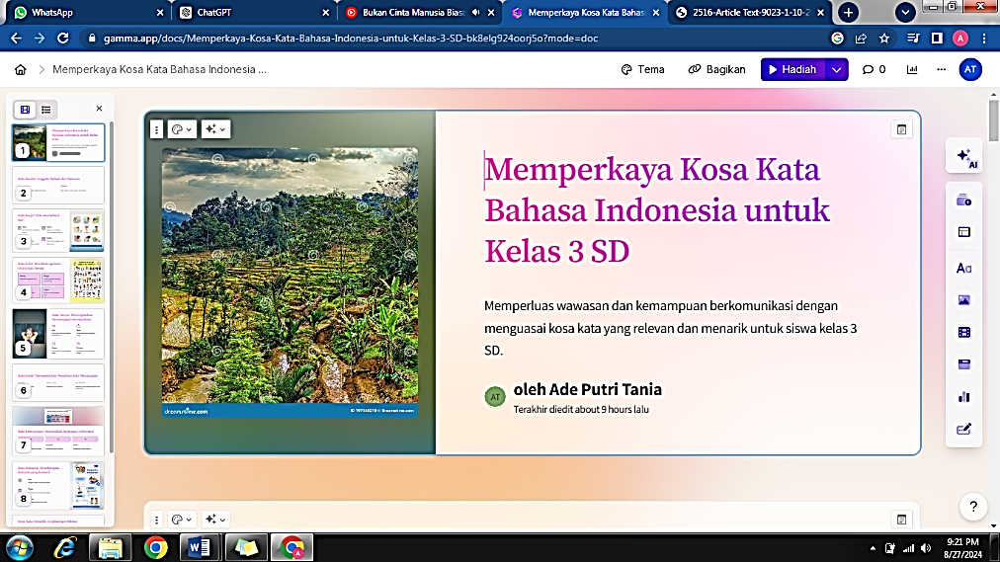 WhatsApp
ChatGPT
Bukan Cinta Manusia Bias
Memperkaya Kosa Kata Bahas
2516-Article Text-9023-1-10-2
gamma.app/docs/Memperkaya-Kosa-Kata-Bahasa-Indonesia-untuk-Kelas-3-SD-bk8elg924oorj5o?mode=doc
A
Memperkaya Kosa Kata Bahasa Indonesia ...
Tema
Bagikan
Hadiah
0
AT
1
2
3
4
5
6
7
8
Memperkaya Kosa Kata
Bahasa Indonesia untuk
Kelas 3 SD
Memperluas wawasan dan kemampuan berkomunikasi dengan
menguasai kosa kata yang relevan dan menarik untuk siswa kelas 3
SD.
AT
oleh Ade Putri Tania
Terakhir diedit about 9 hours lalu
dreamstime.com
AI
Aa
?
9:21 PM
8/27/2024